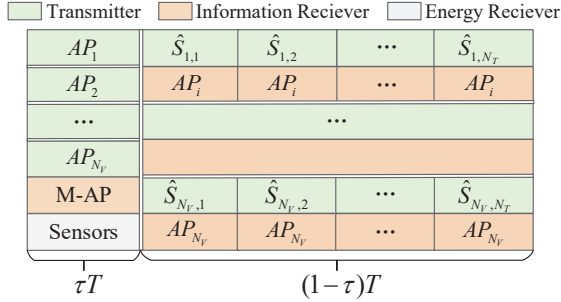 Transmitter Information Reciever Energy Reciever
AP_1 Ŝ_{1,1} Ŝ_{1,2} ··· Ŝ_{1,N_T}
AP_2 AP_i AP_i ··· AP_i
··· ···
AP_{N_V}
M-AP Ŝ_{N_V,1} Ŝ_{N_V,2} ··· Ŝ_{N_V,N_T}
Sensors AP_{N_V} AP_{N_V} ··· AP_{N_V}
τT (1−τ)T